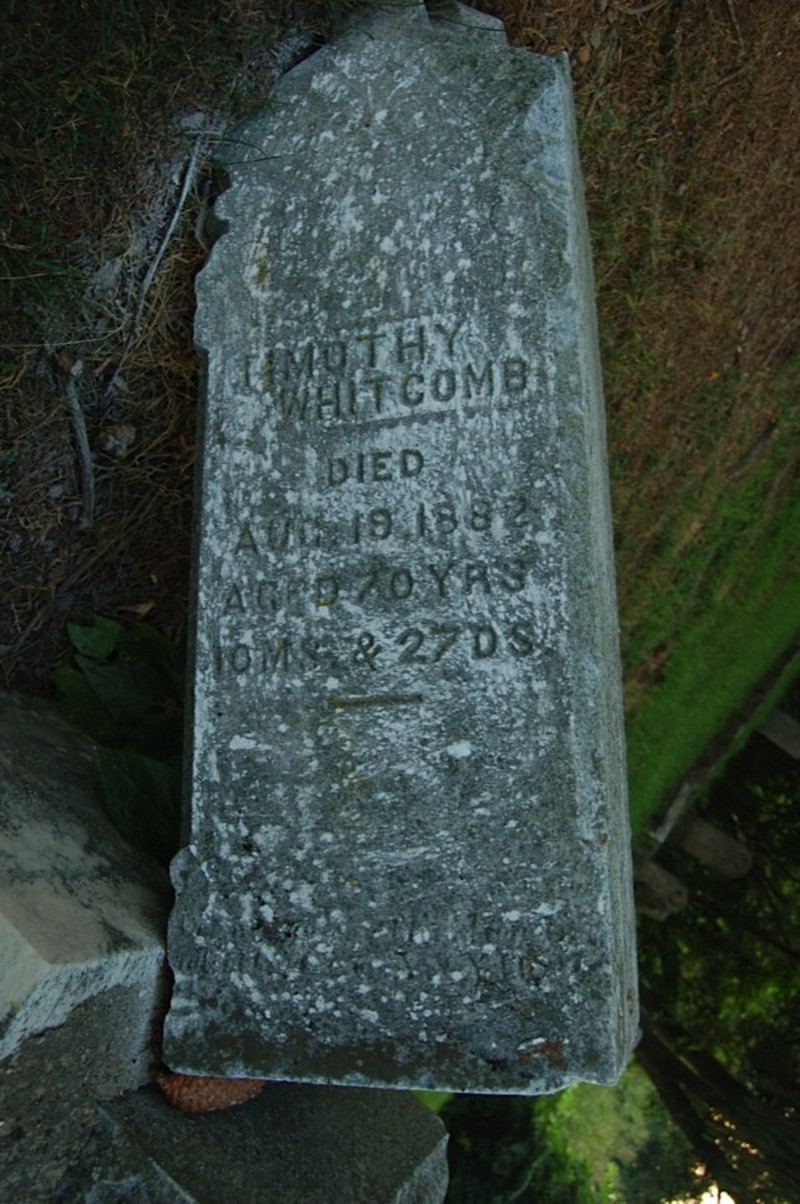 TIMOTHY
WHITCOMB
DIED
AUG. 19, 1882
AGED 70 YRS
10 MS. & 27 DS.